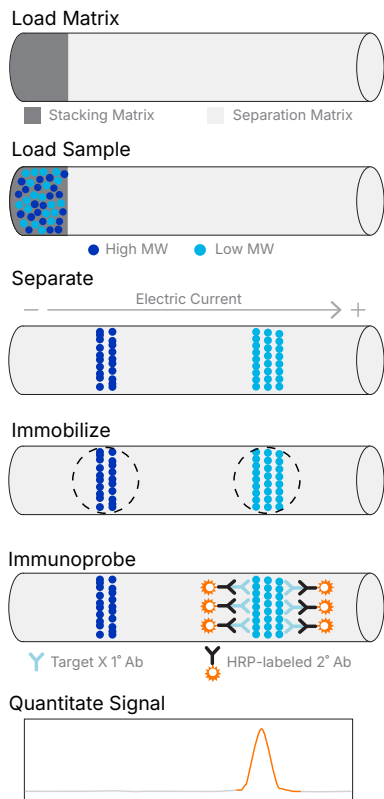 Load Matrix
Stacking Matrix Separation Matrix
Load Sample
High MW Low MW
Separate
Electric Current
− +
Immobilize
Immunoprobe
Target X 1° Ab HRP-labeled 2° Ab
Quantitate Signal